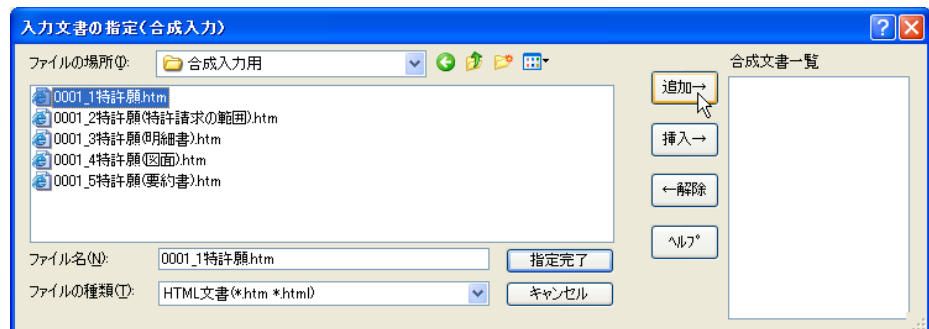 入力文書の指定(合成入力)
ファイルの場所(I):
合成入力用
合成文書一覧
0001_1特許願.htm
0001_2特許願(特許請求の範囲).htm
0001_3特許願(明細書).htm
0001_4特許願(図面).htm
0001_5特許願(要約書).htm
追加→
挿入→
←解除
ヘルプ
ファイル名(N):
0001_1特許願.htm
指定完了
ファイルの種類(T):
HTML文書(*.htm *.html)
キャンセル